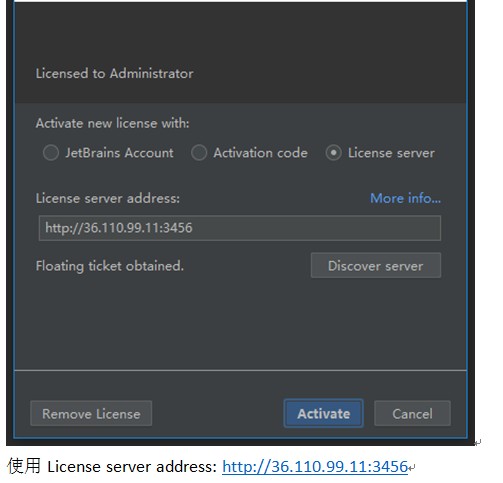 Licensed to Administrator
Activate new license with:
JetBrains Account Activation code License server
License server address: More info...
http://36.110.99.11:3456
Floating ticket obtained. Discover server
Remove License Activate Cancel
使用 License server address: http://36.110.99.11:3456